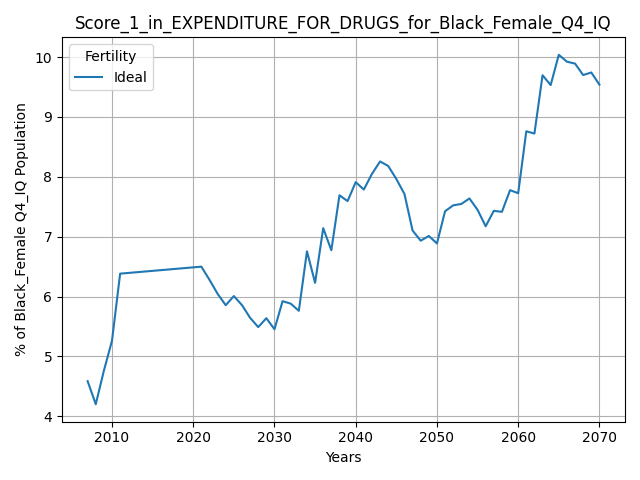 Score_1_in_EXPENDITURE_FOR_DRUGS_for_Black_Female_Q4_IQ
Fertility
Ideal
% of Black_Female Q4_IQ Population
10
9
8
7
6
5
4
2010 2020 2030 2040 2050 2060 2070
Years